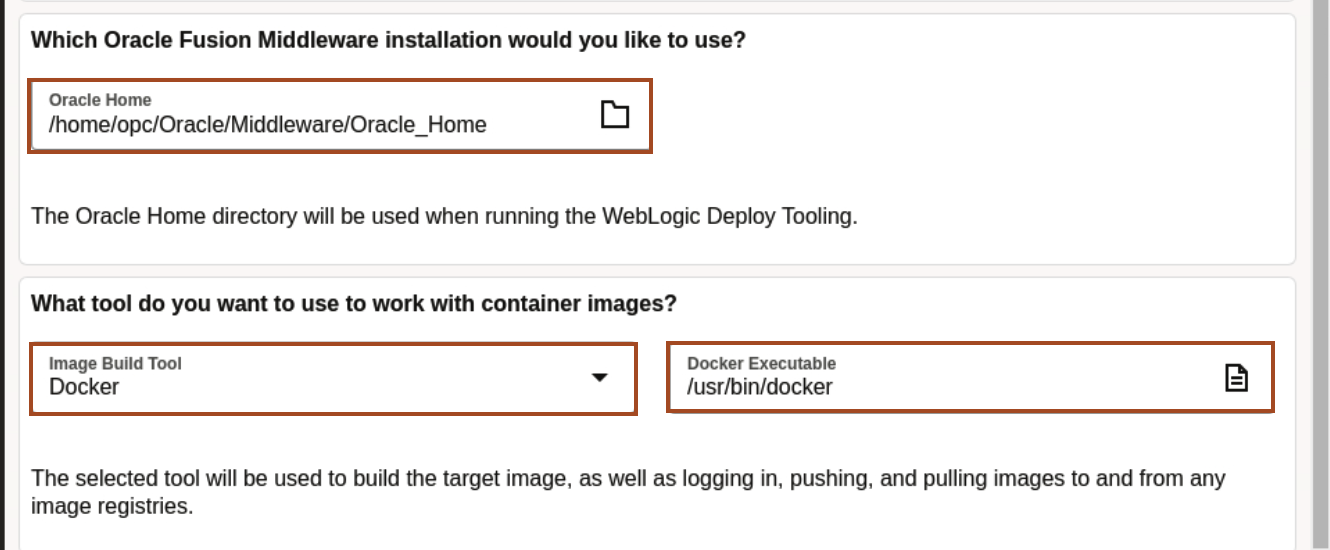 Which Oracle Fusion Middleware installation would you like to use?
Oracle Home
/home/opc/Oracle/Middleware/Oracle_Home
The Oracle Home directory will be used when running the WebLogic Deploy Tooling.
What tool do you want to use to work with container images?
Image Build Tool
Docker
Docker Executable
/usr/bin/docker
The selected tool will be used to build the target image, as well as logging in, pushing, and pulling images to and from any
image registries.